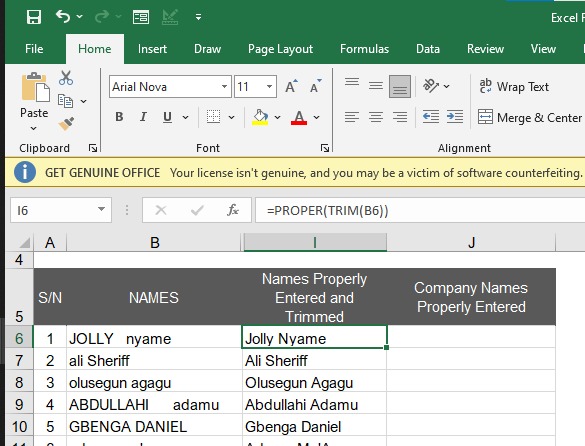 Excel
File Home Insert Draw Page Layout Formulas Data Review View
Arial Nova 11 A A
ab Wrap Text
Paste
B I U A
Merge & Center
Clipboard Font Alignment
GET GENUINE OFFICE Your license isn't genuine, and you may be a victim of software counterfeiting.
I6 fx =PROPER(TRIM(B6))
A B I J
4
5 S/N NAMES Names Properly Entered and Trimmed Company Names Properly Entered
6 1 JOLLY nyame Jolly Nyame
7 2 ali Sheriff Ali Sheriff
8 3 olusegun agagu Olusegun Agagu
9 4 ABDULLAHI adamu Abdullahi Adamu
10 5 GBENGA DANIEL Gbenga Daniel